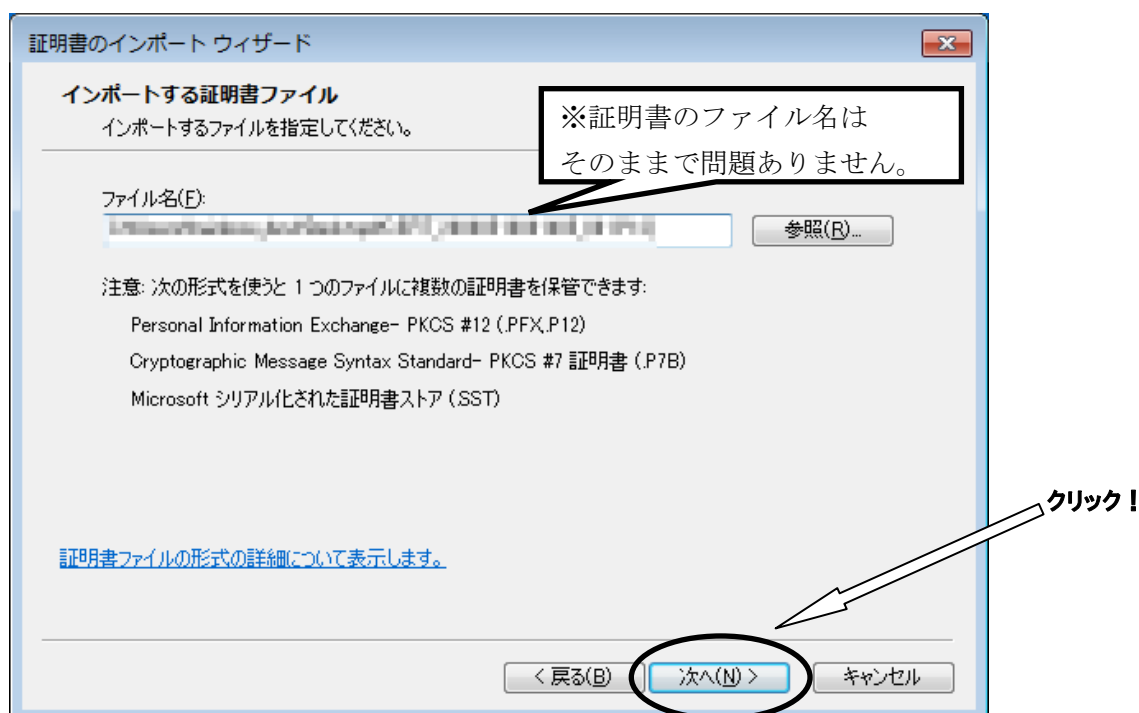 証明書のインポート ウィザード
インポートする証明書ファイル
インポートするファイルを指定してください。
※証明書のファイル名は
そのままで問題ありません。
ファイル名(F):
参照(R)...
注意: 次の形式を使うと 1 つのファイルに複数の証明書を保管できます:
Personal Information Exchange- PKCS #12 (.PFX,.P12)
Cryptographic Message Syntax Standard- PKCS #7 証明書 (.P7B)
Microsoft シリアル化された証明書ストア (.SST)
クリック！
証明書ファイルの形式の詳細について表示します。
< 戻る(B)
次へ(N) >
キャンセル